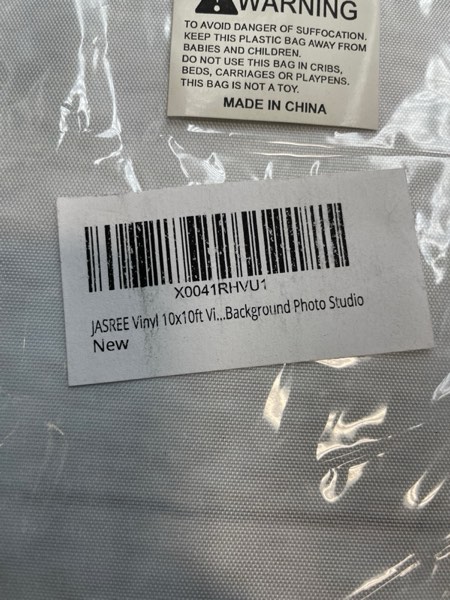 WARNING
TO AVOID DANGER OF SUFFOCATION.
KEEP THIS PLASTIC BAG AWAY FROM
BABIES AND CHILDREN.
DO NOT USE THIS BAG IN CRIBS,
BEDS, CARRIAGES OR PLAYPENS.
THIS BAG IS NOT A TOY.
MADE IN CHINA
X0041RHVU1
JASREE Vinyl 10x10ft Vi...Background Photo Studio
New